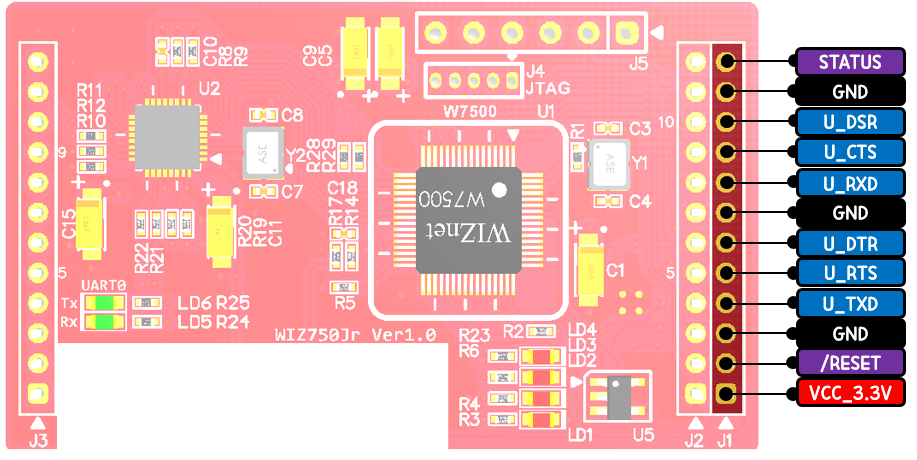 C10
R8
R9
C9
C5
J5
J4
JTAG
STATUS
GND
U_DSR
U_CTS
U_RXD
GND
U_DTR
U_RTS
U_TXD
GND
/RESET
VCC_3.3V
R11
R12
R10
U2
C8
ASE
Y2
C7
W7500
U1
R28
R29
R1
C3
ASE
Y1
C4
10
9
5
5
C15
R22
R21
R20
R19
C11
C18
R17
R14
C6
R5
WIZnet
W7500
C1
UART0
Tx
LD6 R25
Rx
LD5 R24
WIZ750Jr Ver1.0
R23
R6
R2
LD4
LD3
LD2
R4
R3
LD1
U5
J3
J2
J1